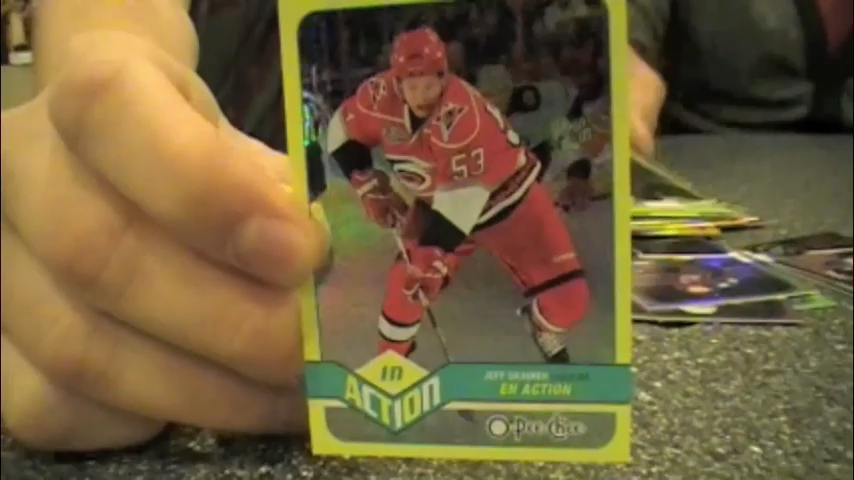 53
JEFF SKINNER
EN ACTION
IN
ACTION
O-Pee-Chee